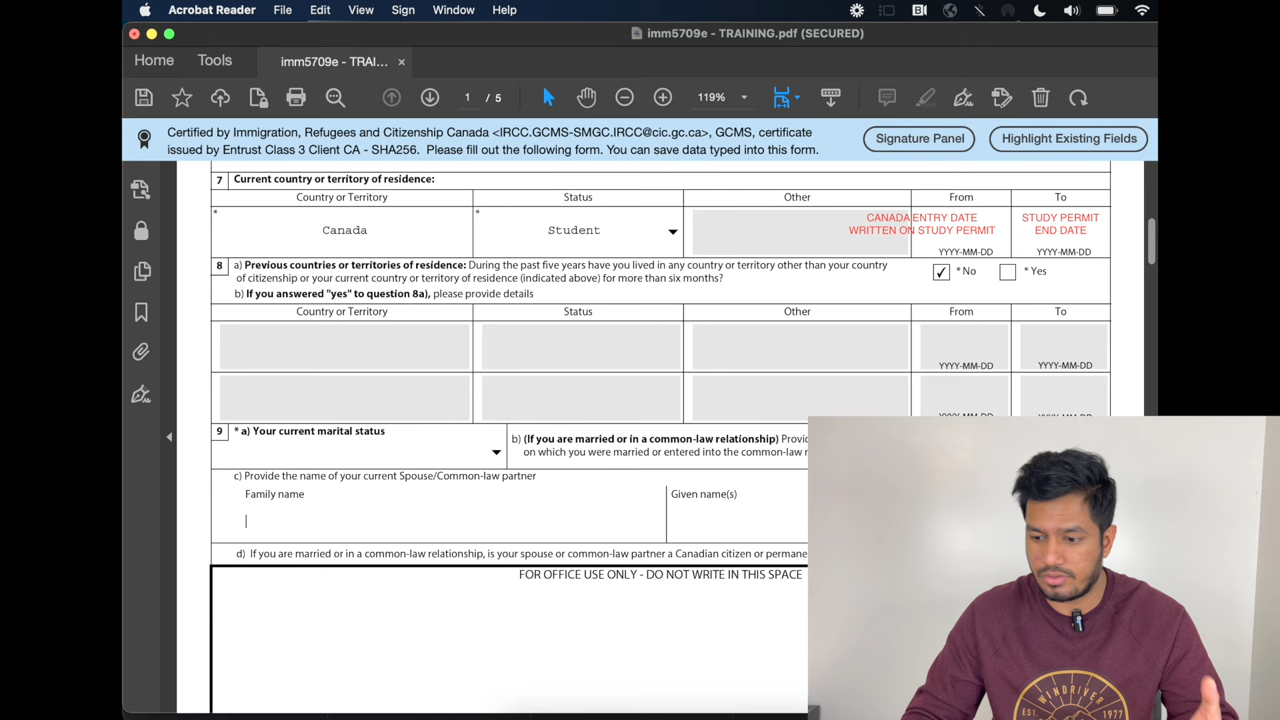 Acrobat Reader File Edit View Sign Window Help
imm5709e - TRAINING.pdf (SECURED)
Home Tools imm5709e - TRAI... ×
1 / 5 119%
Certified by Immigration, Refugees and Citizenship Canada <IRCC.GCMS-SMGC.IRCC@cic.gc.ca>, GCMS, certificate
issued by Entrust Class 3 Client CA - SHA256. Please fill out the following form. You can save data typed into this form.
Signature Panel Highlight Existing Fields
7 Current country or territory of residence:
Country or Territory Status Other From To
* Canada * Student
CANADA ENTRY DATE
WRITTEN ON STUDY PERMIT
STUDY PERMIT
END DATE
YYYY-MM-DD YYYY-MM-DD
8 a) Previous countries or territories of residence: During the past five years have you lived in any country or territory other than your country
of citizenship or your current country or territory of residence (indicated above) for more than six months?
✓ * No * Yes
b) If you answered "yes" to question 8a), please provide details
Country or Territory Status Other From To
YYYY-MM-DD YYYY-MM-DD
9 * a) Your current marital status
b) (If you are married or in a common-law relationship)
on which you were married or entered into the common-law
c) Provide the name of your current Spouse/Common-law partner
Family name Given name(s)
d) If you are married or in a common-law relationship, is your spouse or common-law partner a Canadian citizen or
FOR OFFICE USE ONLY - DO NOT WRITE IN THIS SPACE
WINDRIVER
EST. 1977